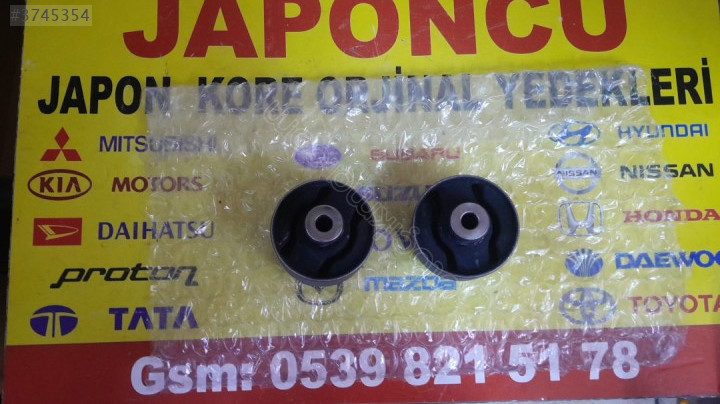 #3745354
JAPONCU
JAPON KORE ORJİNAL YEDEKLERİ
MITSUBISHI
SUBARU
HYUNDAI
KIA MOTORS
NISSAN
DAIHATSU
HONDA
proton
mazda
DAEWOO
TATA
TOYOTA
Gsm: 0539 821 51 78